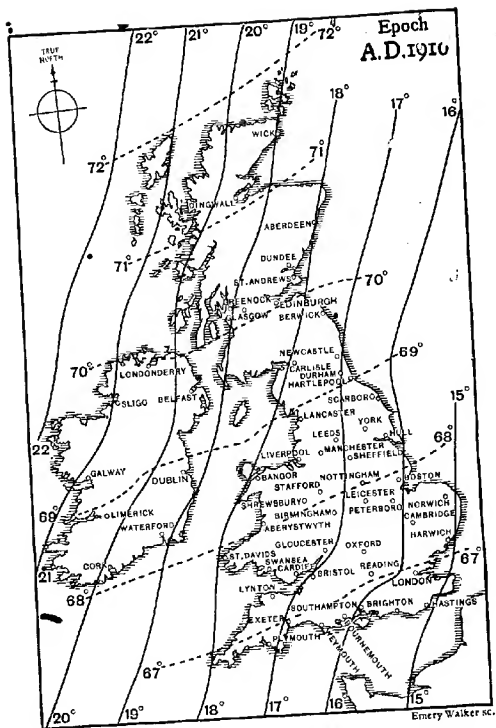 Epoch
A.D.1910
TRUE
NORTH
22°
21°
20°
19°
72°
18°
17°
16°
WICK
72°
71°
DINGWALL
ABERDEEN
71°
DUNDEE
ST.ANDREWS
70°
GREENOCK
EDINBURGH
GLASGOW
BERWICK
70°
NEWCASTLE
69°
LONDONDERRY
CARLISLE
DURHAM
HARTLEPOOL
SLIGO
BELFAST
SCARBORO
15°
LANCASTER
YORK
22
LEEDS
HULL
68°
LIVERPOOL
MANCHESTER
SHEFFIELD
GALWAY
DUBLIN
BANGOR
NOTTINGHAM
BOSTON
STAFFORD
LEICESTER
NORWICH
69°
LIMERICK
SHREWSBURY
PETERBORO
CAMBRIDGE
BIRMINGHAM
WATERFORD
ABERYSTWYTH
HARWICH
GLOUCESTER
OXFORD
67°
CORK
ST.DAVIDS
SWANSEA
CARDIFF
READING
21°
BRISTOL
LONDON
68°
LYNTON
SOUTHAMPTON
BRIGHTON
HASTINGS
EXETER
BOURNEMOUTH
PLYMOUTH
WEYMOUTH
67°
20°
19°
18°
17°
16°
15°
Emery Walker sc.